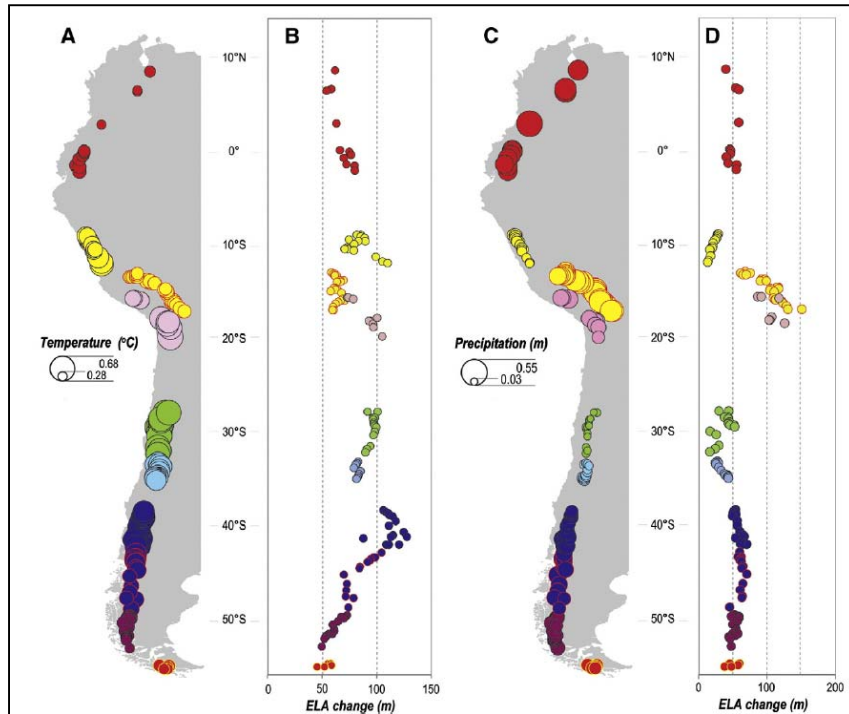 A B C D
10°N
0°
10°S
20°S
30°S
40°S
50°S
Temperature (°C)
0.68
0.28
0 50 100 150
ELA change (m)
10°N
0°
10°S
20°S
30°S
40°S
50°S
Precipitation (m)
0.55
0.03
0 100 200
ELA change (m)